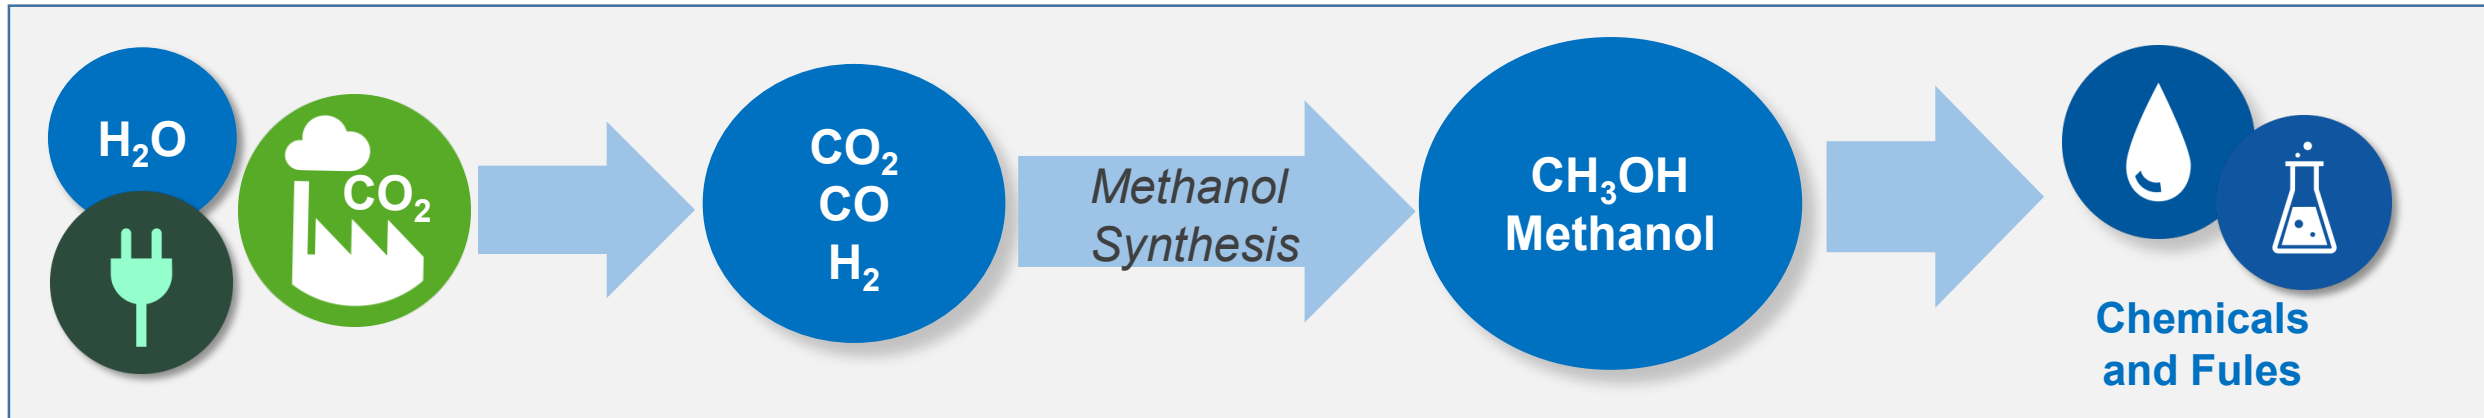 H₂O
CO₂
CO₂
CO
H₂
Methanol
Synthesis
CH₃OH
Methanol
Chemicals
and Fules